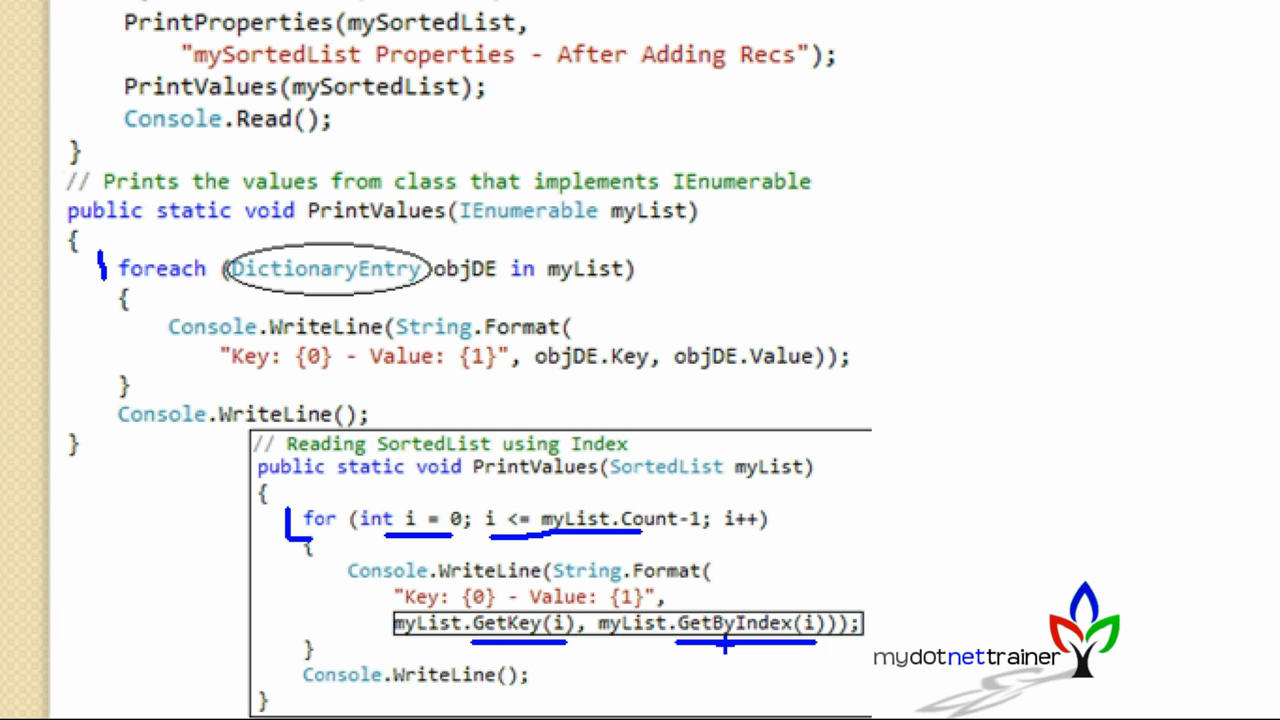 PrintProperties(mySortedList,
"mySortedList Properties - After Adding Recs");
PrintValues(mySortedList);
Console.Read();
}
// Prints the values from class that implements IEnumerable
public static void PrintValues(IEnumerable myList)
{
foreach (DictionaryEntry objDE in myList)
{
Console.WriteLine(String.Format(
"Key: {0} - Value: {1}", objDE.Key, objDE.Value));
}
Console.WriteLine();
}
// Reading SortedList using Index
public static void PrintValues(SortedList myList)
{
for (int i = 0; i <= myList.Count-1; i++)
{
Console.WriteLine(String.Format(
"Key: {0} - Value: {1}",
myList.GetKey(i), myList.GetByIndex(i)));
}
Console.WriteLine();
}
mydotnettrainer